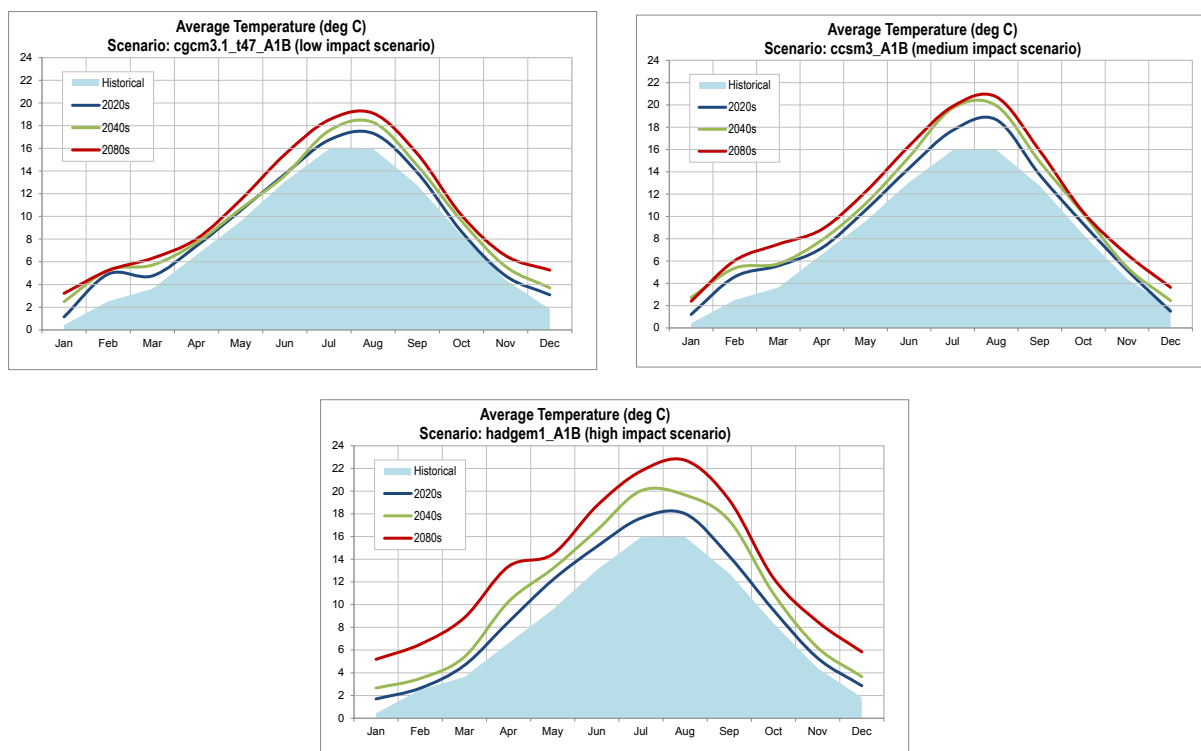 Average Temperature (deg C)
Scenario: cgcm3.1_t47_A1B (low impact scenario)
24
22
20
18
16
14
12
10
8
6
4
2
0
Historical
2020s
2040s
2080s
Jan Feb Mar Apr May Jun Jul Aug Sep Oct Nov Dec
Average Temperature (deg C)
Scenario: ccsm3_A1B (medium impact scenario)
24
22
20
18
16
14
12
10
8
6
4
2
0
Historical
2020s
2040s
2080s
Jan Feb Mar Apr May Jun Jul Aug Sep Oct Nov Dec
Average Temperature (deg C)
Scenario: hadgem1_A1B (high impact scenario)
24
22
20
18
16
14
12
10
8
6
4
2
0
Historical
2020s
2040s
2080s
Jan Feb Mar Apr May Jun Jul Aug Sep Oct Nov Dec